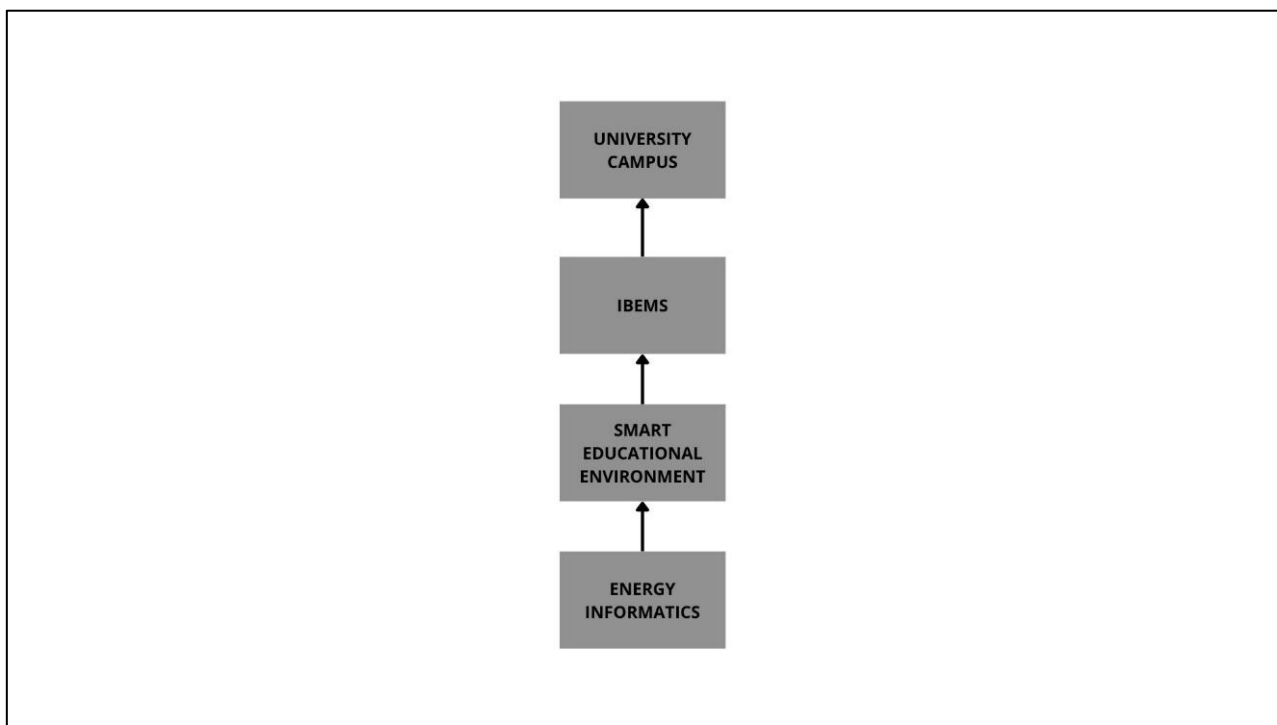 UNIVERSITY
CAMPUS
IBEMS
SMART
EDUCATIONAL
ENVIRONMENT
ENERGY
INFORMATICS